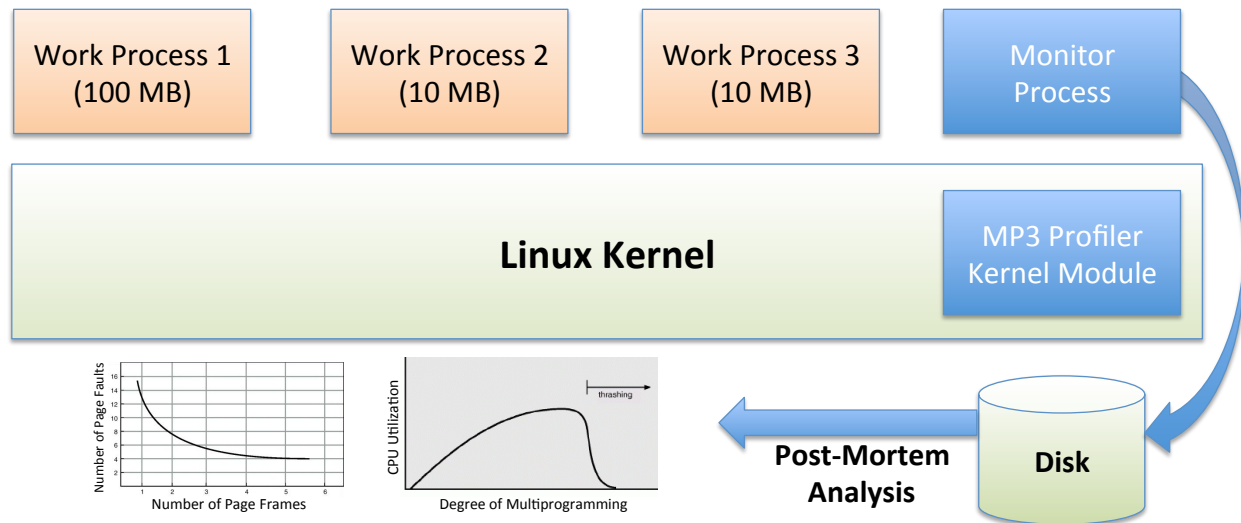 Work Process 1
(100 MB)
Work Process 2
(10 MB)
Work Process 3
(10 MB)
Monitor
Process
Linux Kernel
MP3 Profiler
Kernel Module
Number of Page Faults
16
14
12
10
8
6
4
2
1
2
3
4
5
6
Number of Page Frames
CPU Utilization
thrashing
Degree of Multiprogramming
Post-Mortem
Analysis
Disk